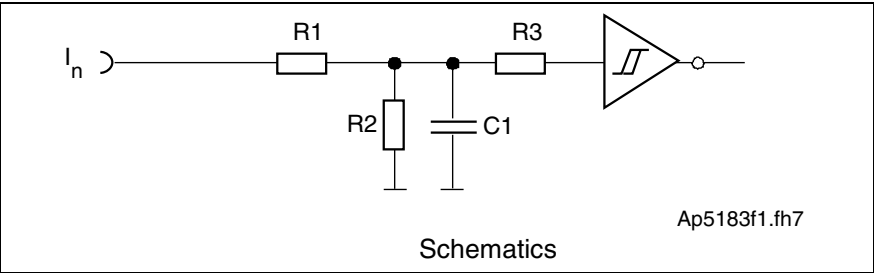 R1
R3
In
R2
C1
Ap5183f1.fh7
Schematics